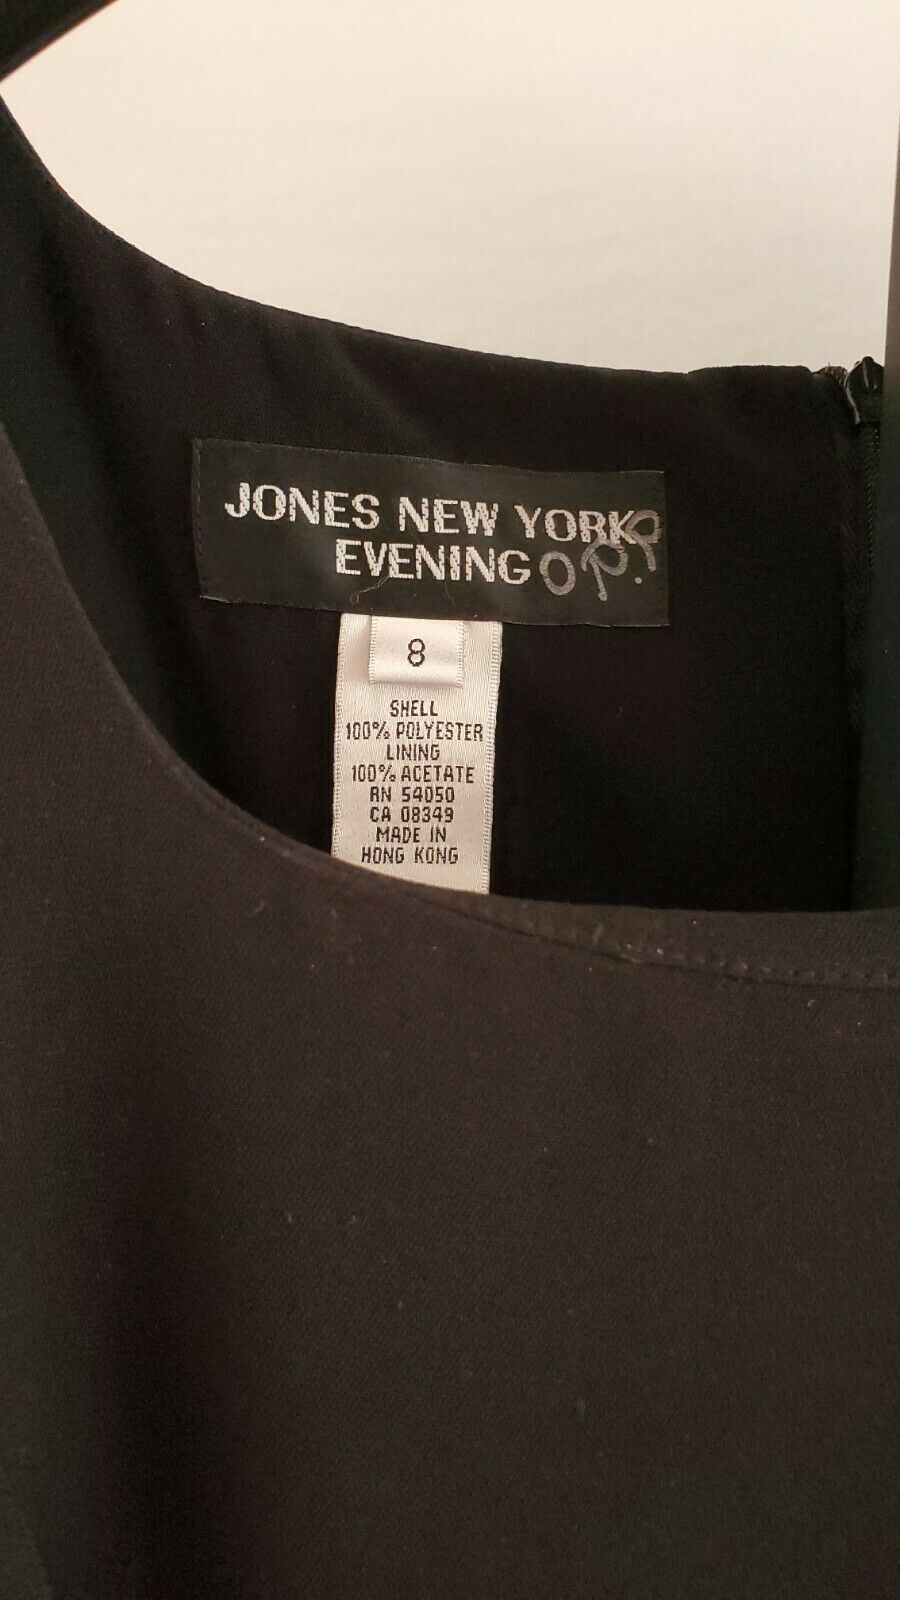 JONES NEW YORK
EVENING OP.P
8
SHELL
100% POLYESTER
LINING
100% ACETATE
RN 54050
CA 08349
MADE IN
HONG KONG